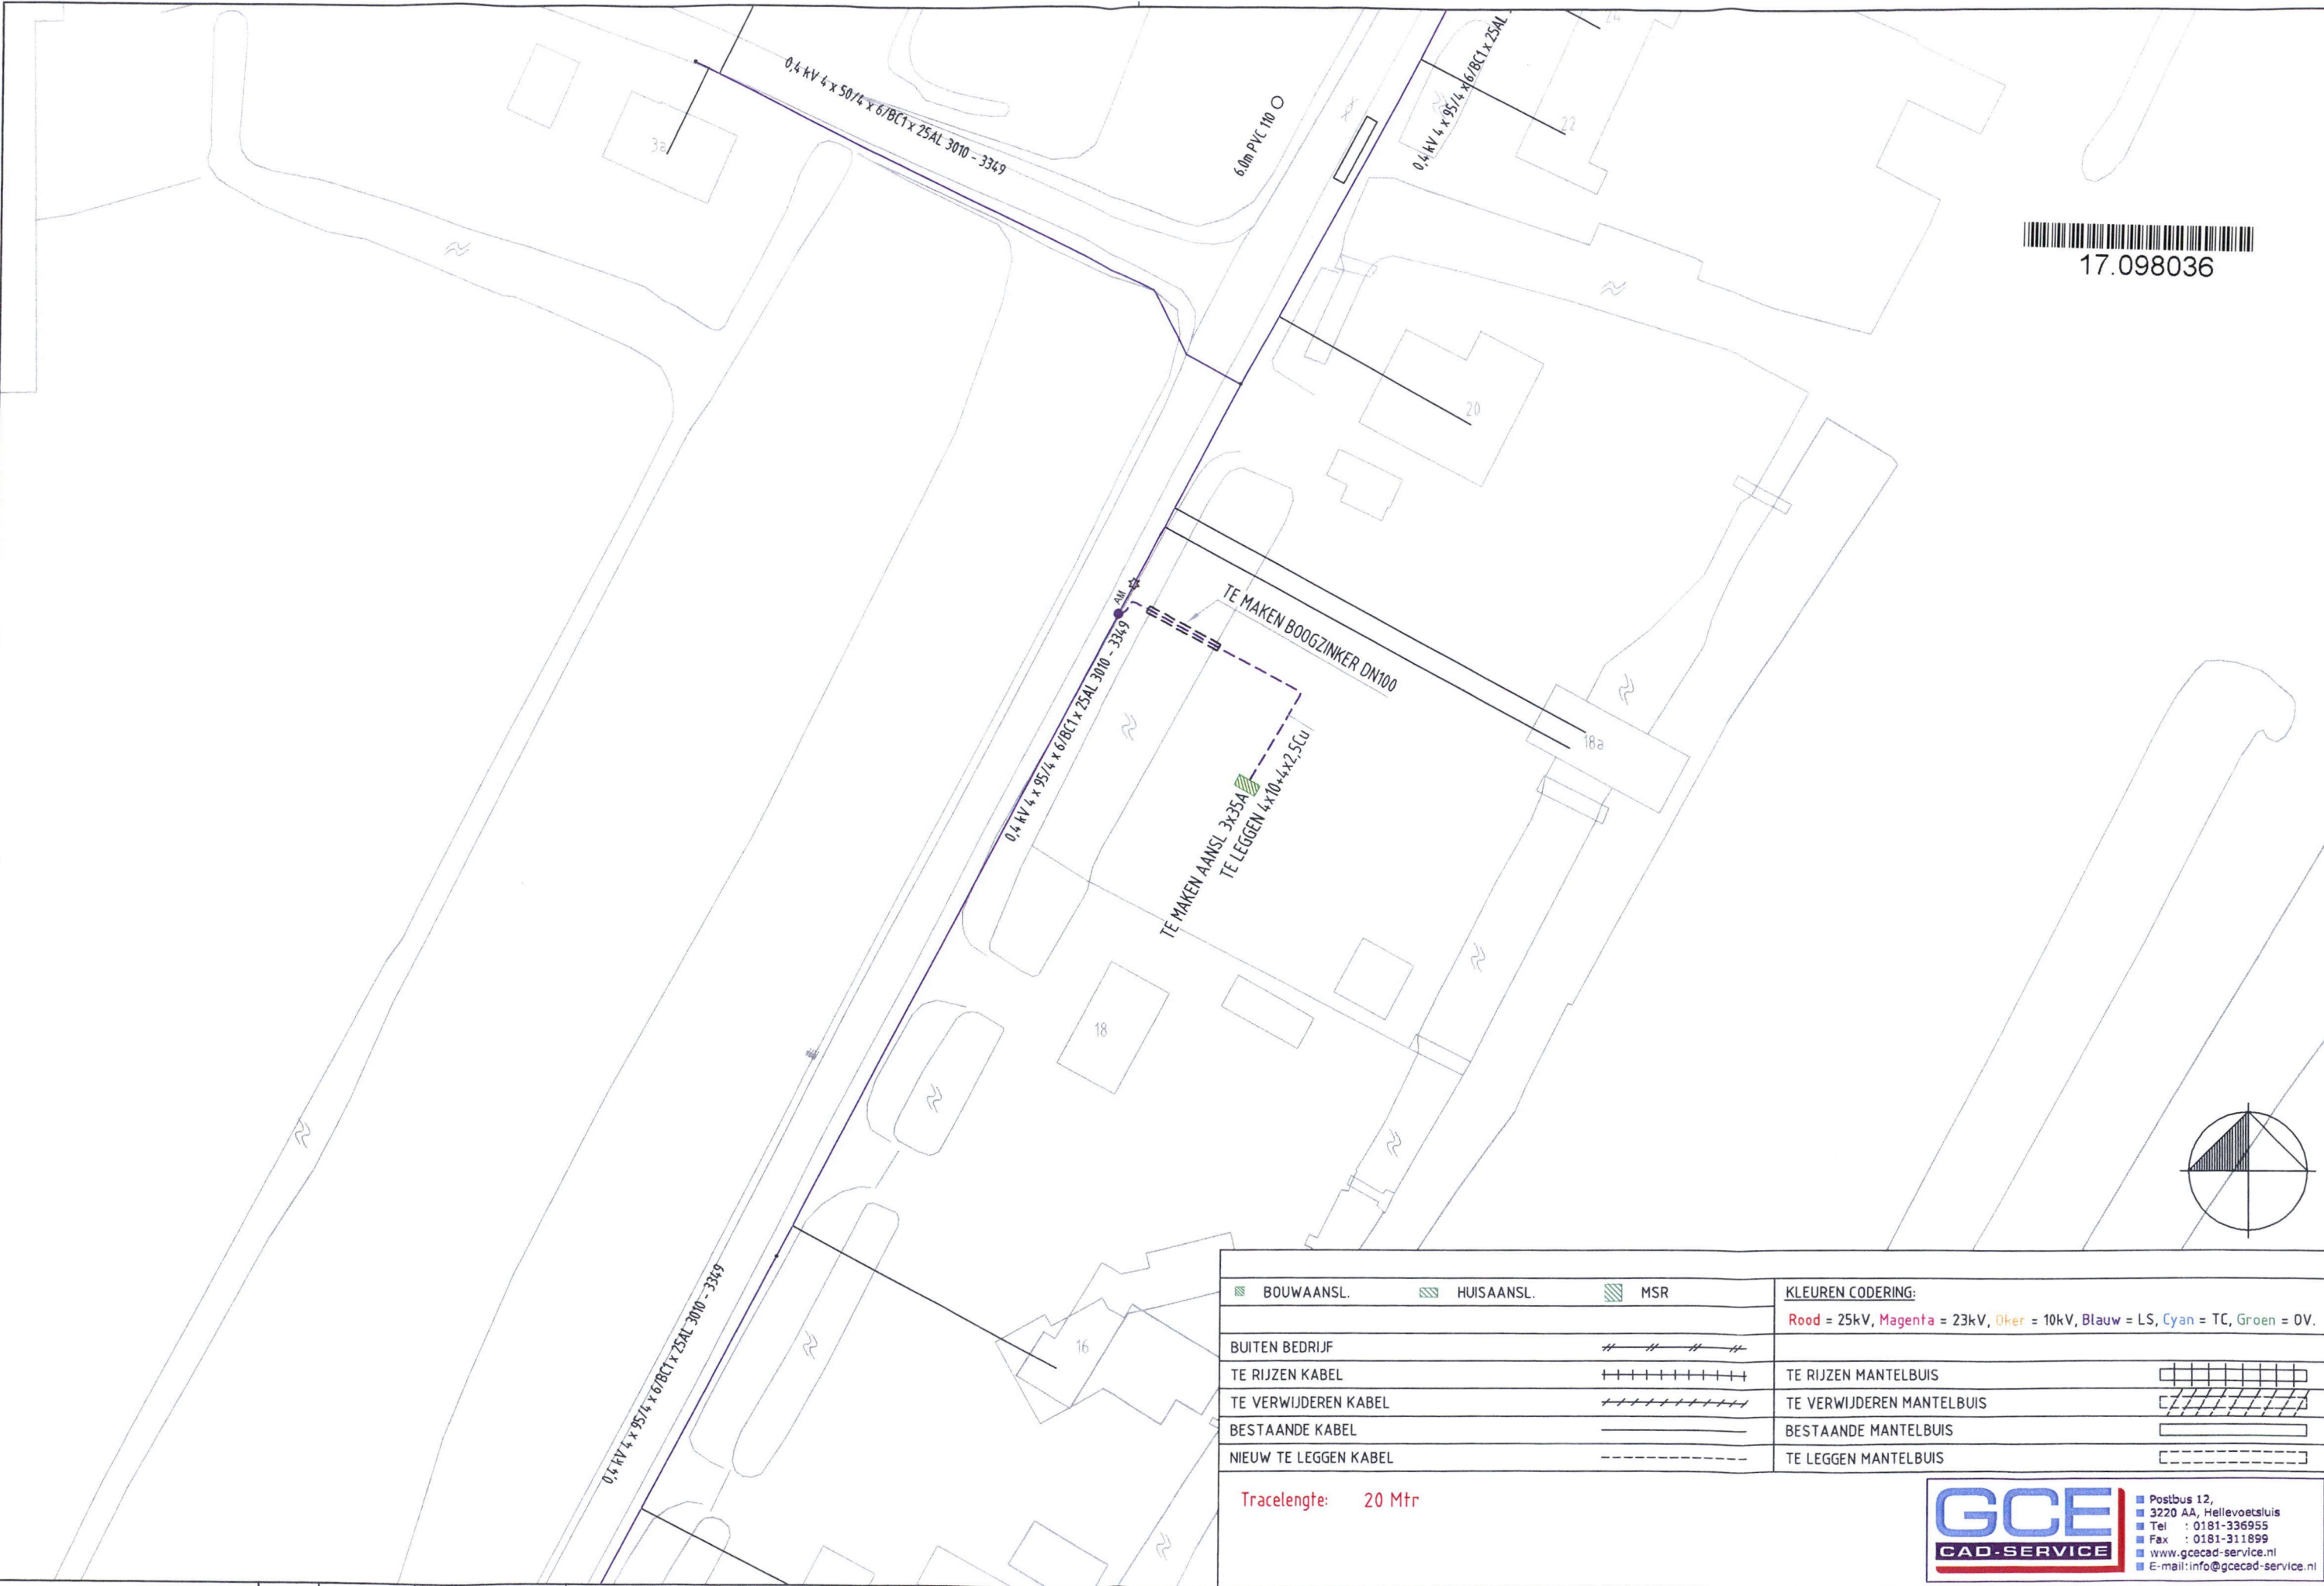 24
0,4 kV 4 x 50/4 x 6/BC1 x 25AL 3010 - 3349
0,4 kV 4 x 95/4 x 6/BC1 x 25AL
6.0m PVC 110
3a
22
17.098036
20
AM
TE MAKEN BOOGZINKER DN100
0,4 kV 4 x 95/4 x 6/BC1 x 25AL 3010 - 3349
18a
TE MAKEN AANSL 3x35A
TE LEGGEN 4x10+4x2,5Cu
18
0,4 kV 4 x 95/4 x 6/BC1 x 25AL 3010 - 3349
16
BOUWAANSL. HUISAANSL. MSR
KLEUREN CODERING:
Rood = 25kV, Magenta = 23kV, Oker = 10kV, Blauw = LS, Cyan = TC, Groen = OV.
BUITEN BEDRIJF
TE RIJZEN KABEL
TE RIJZEN MANTELBUIS
TE VERWIJDEREN KABEL
TE VERWIJDEREN MANTELBUIS
BESTAANDE KABEL
BESTAANDE MANTELBUIS
NIEUW TE LEGGEN KABEL
TE LEGGEN MANTELBUIS
Tracelengte: 20 Mtr
GCE
CAD-SERVICE
Postbus 12,
3220 AA, Hellevoetsluis
Tel : 0181-336955
Fax : 0181-311899
www.gcecad-service.nl
E-mail:info@gcecad-service.nl